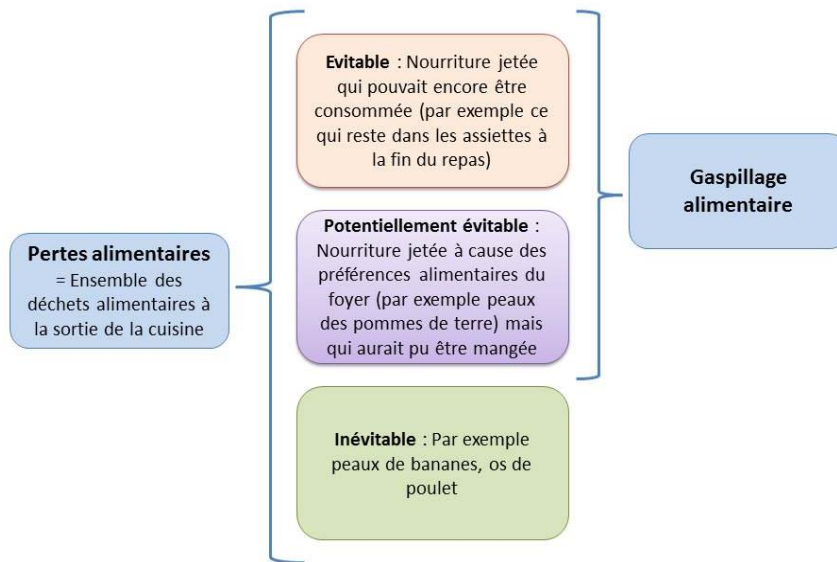 Pertes alimentaires
= Ensemble des
déchets alimentaires à
la sortie de la cuisine
Evitable : Nourriture jetée
qui pouvait encore être
consommée (par exemple ce
qui reste dans les assiettes à
la fin du repas)
Potentiellement évitable :
Nourriture jetée à cause des
préférences alimentaires du
foyer (par exemple peaux
des pommes de terre) mais
qui aurait pu être mangée
Inévitable : Par exemple
peaux de bananes, os de
poulet
Gaspillage
alimentaire